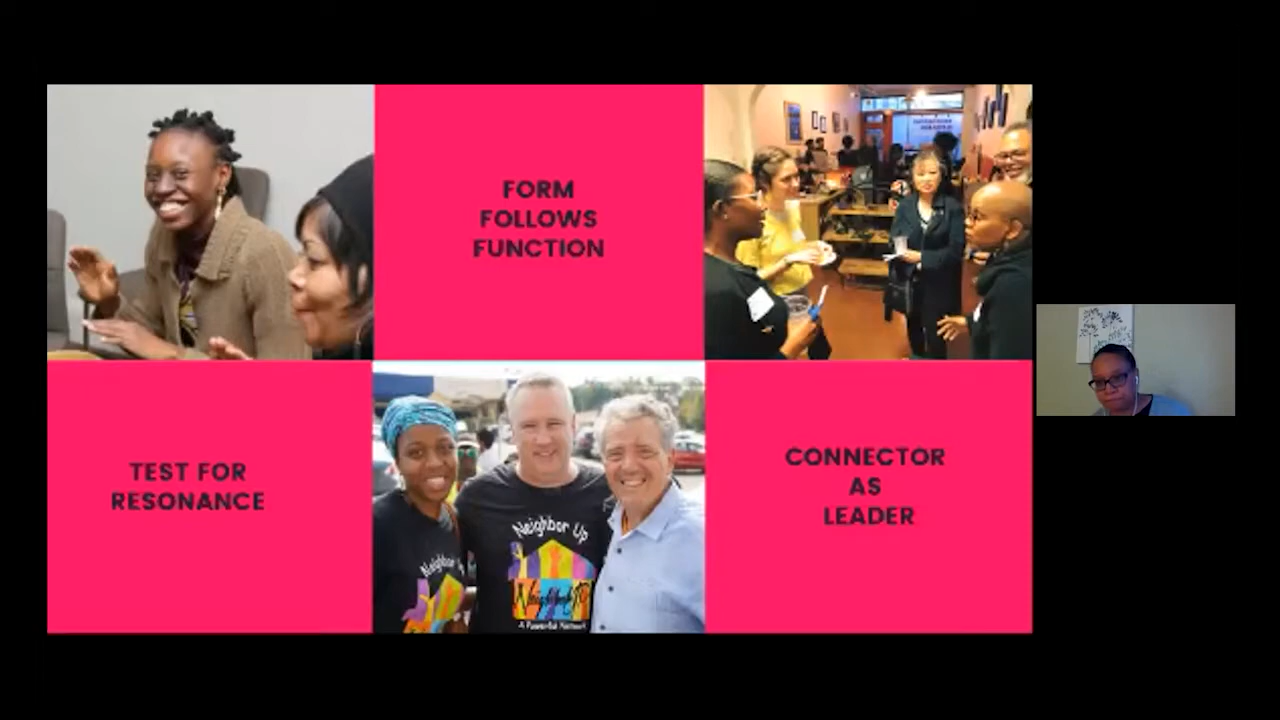 FORM
FOLLOWS
FUNCTION
TEST FOR
RESONANCE
Neighbor Up
Neighbor Up
A Powerful Network
CONNECTOR
AS
LEADER